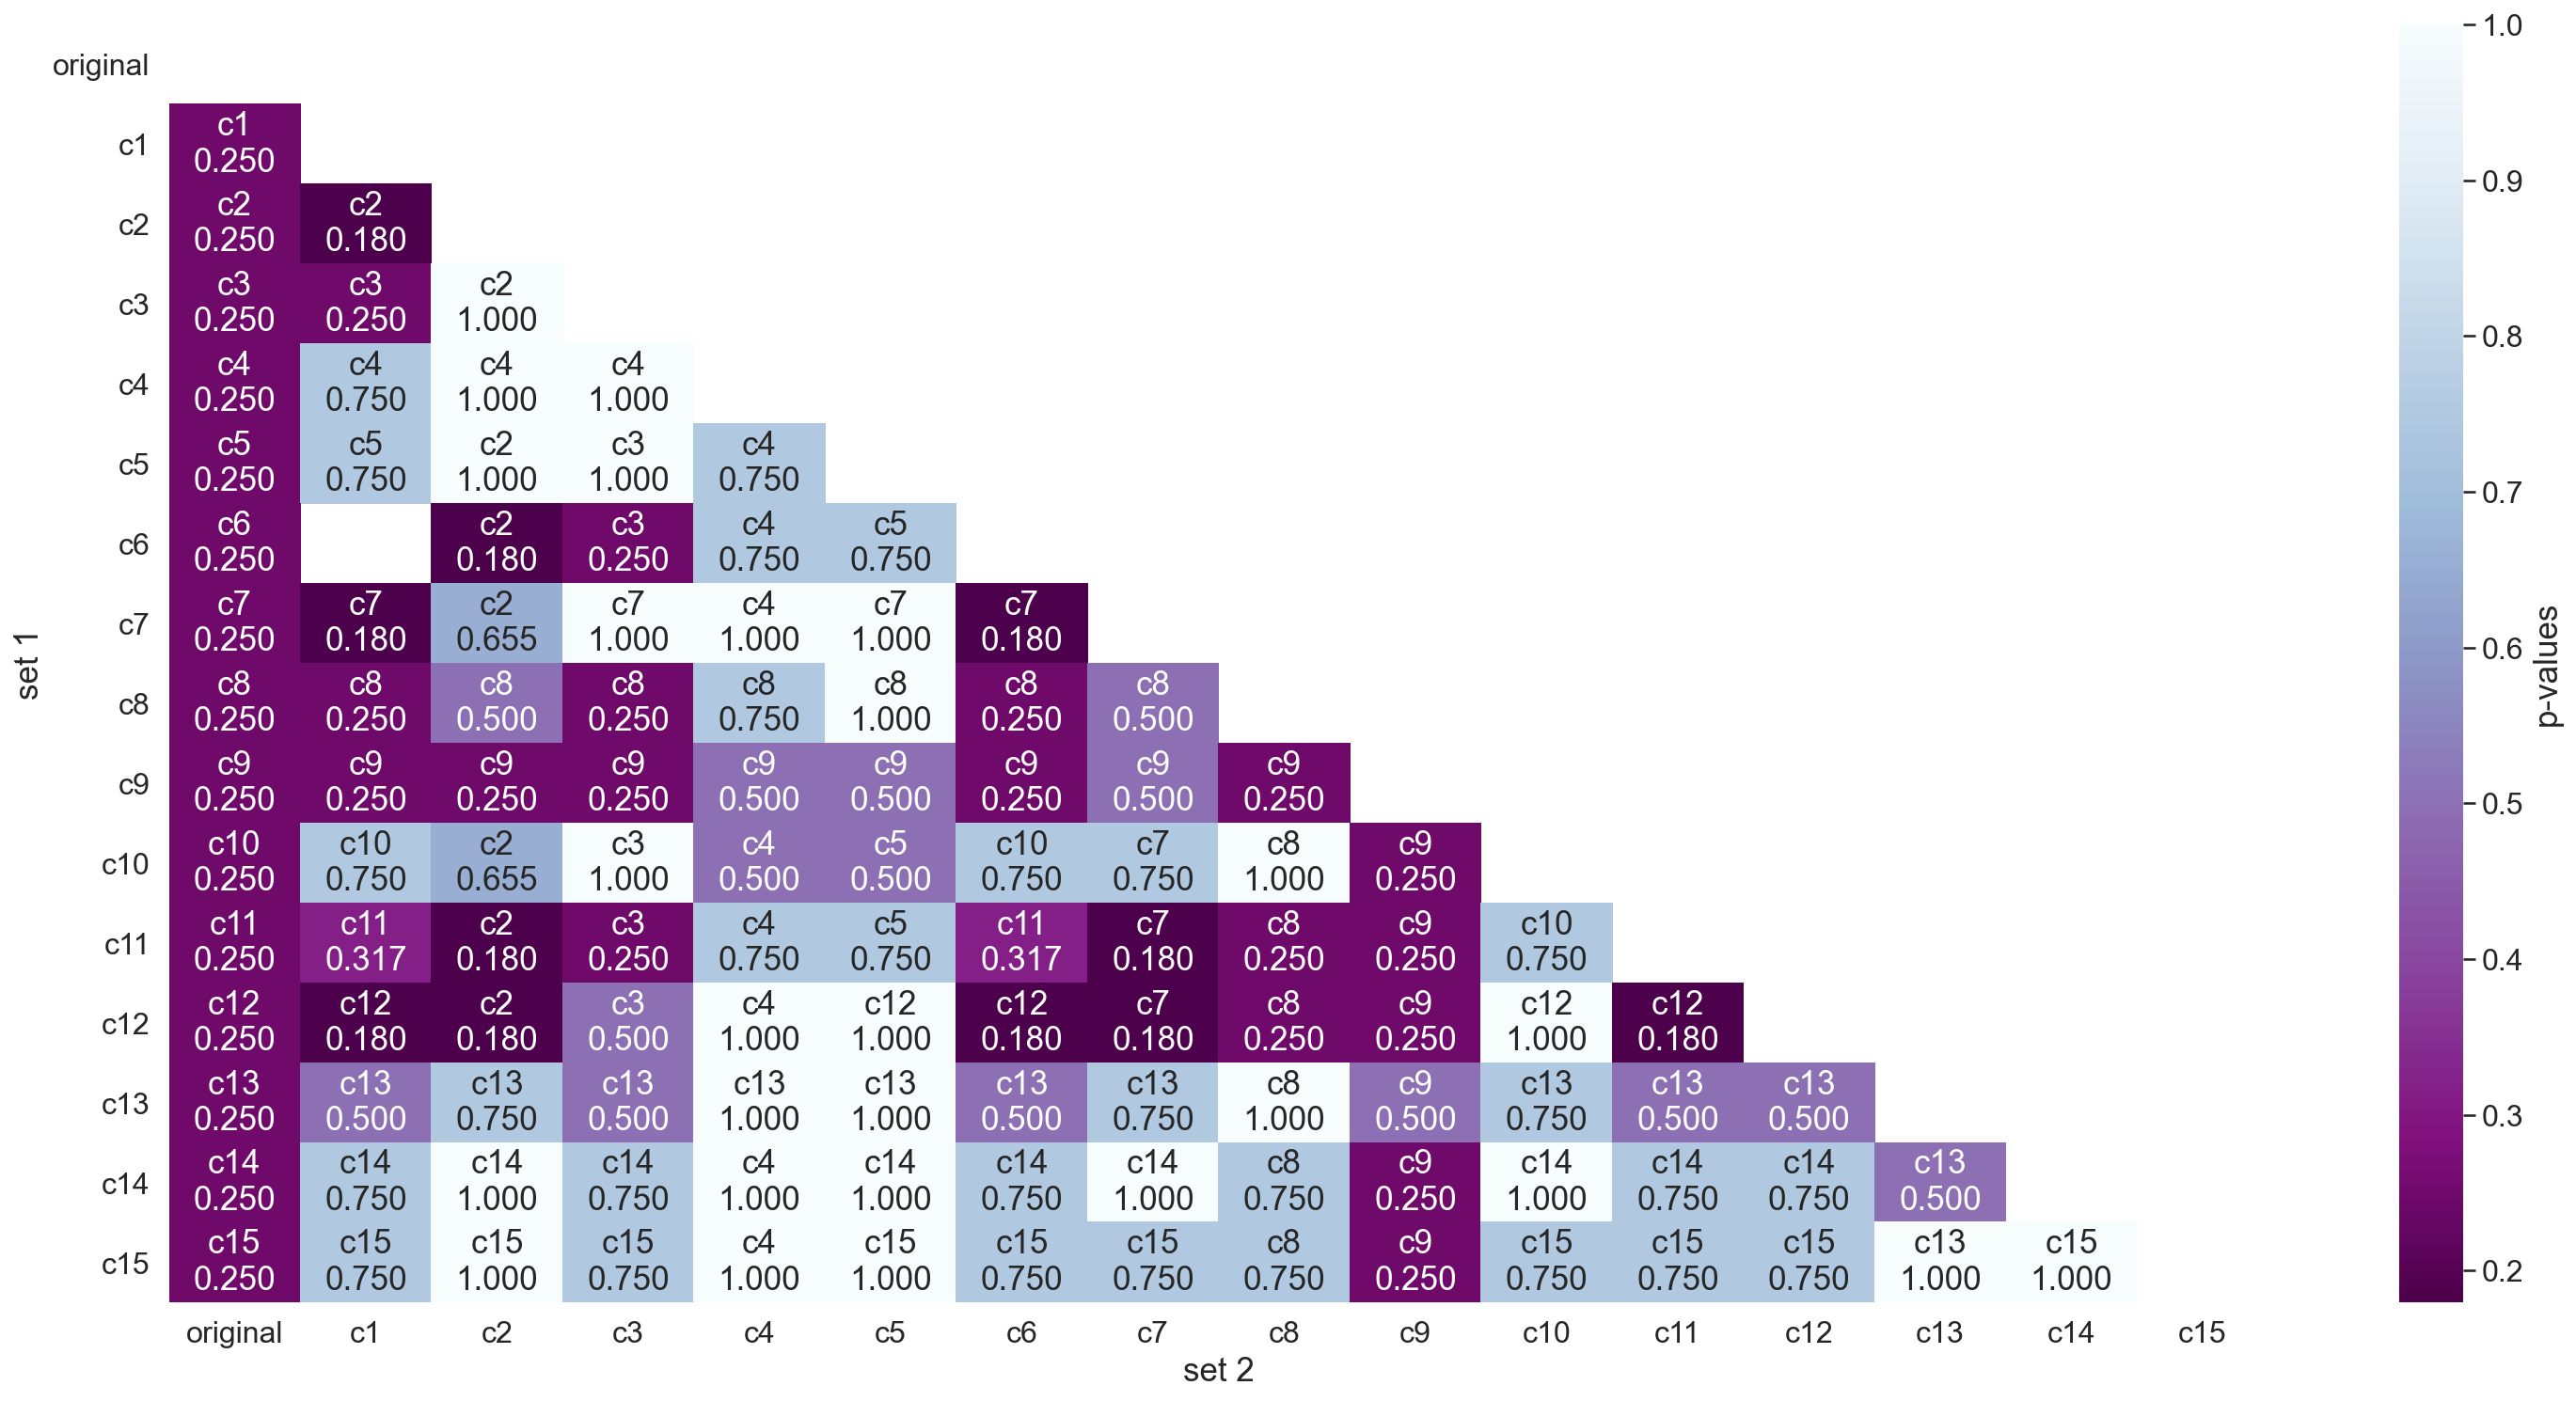 original
c1 c1
0.250
c2 c2 c2
0.250 0.180
c3 c3 c3 c2
0.250 0.250 1.000
c4 c4 c4 c4 c4
0.250 0.750 1.000 1.000
c5 c5 c5 c2 c3 c4
0.250 0.750 1.000 1.000 0.750
c6 c6 c2 c3 c4 c5
0.250 0.180 0.250 0.750 0.750
c7 c7 c7 c2 c7 c4 c7 c7
0.250 0.180 0.655 1.000 1.000 1.000 0.180
c8 c8 c8 c8 c8 c8 c8 c8 c8
0.250 0.250 0.500 0.250 0.750 1.000 0.250 0.500
c9 c9 c9 c9 c9 c9 c9 c9 c9 c9
0.250 0.250 0.250 0.250 0.500 0.500 0.250 0.500 0.250
c10 c10 c10 c2 c3 c4 c5 c10 c7 c8 c9
0.250 0.750 0.655 1.000 0.500 0.500 0.750 0.750 1.000 0.250
c11 c11 c11 c2 c3 c4 c5 c11 c7 c8 c9 c10
0.250 0.317 0.180 0.250 0.750 0.750 0.317 0.180 0.250 0.250 0.750
c12 c12 c12 c2 c3 c4 c12 c12 c7 c8 c9 c12 c12
0.250 0.180 0.180 0.500 1.000 1.000 0.180 0.180 0.250 0.250 1.000 0.180
c13 c13 c13 c13 c13 c13 c13 c13 c13 c8 c9 c13 c13 c13
0.250 0.500 0.750 0.500 1.000 1.000 0.500 0.750 1.000 0.500 0.750 0.500 0.500
c14 c14 c14 c14 c14 c4 c14 c14 c14 c8 c9 c14 c14 c14 c13
0.250 0.750 1.000 0.750 1.000 1.000 0.750 1.000 0.750 0.250 1.000 0.750 0.750 0.500
c15 c15 c15 c15 c15 c4 c15 c15 c15 c8 c9 c15 c15 c15 c13 c15
0.250 0.750 1.000 0.750 1.000 1.000 0.750 0.750 0.750 0.250 0.750 0.750 0.750 1.000 1.000
original c1 c2 c3 c4 c5 c6 c7 c8 c9 c10 c11 c12 c13 c14 c15
set 2
set 1
1.0
0.9
0.8
0.7
0.6
0.5
0.4
0.3
0.2
p-values